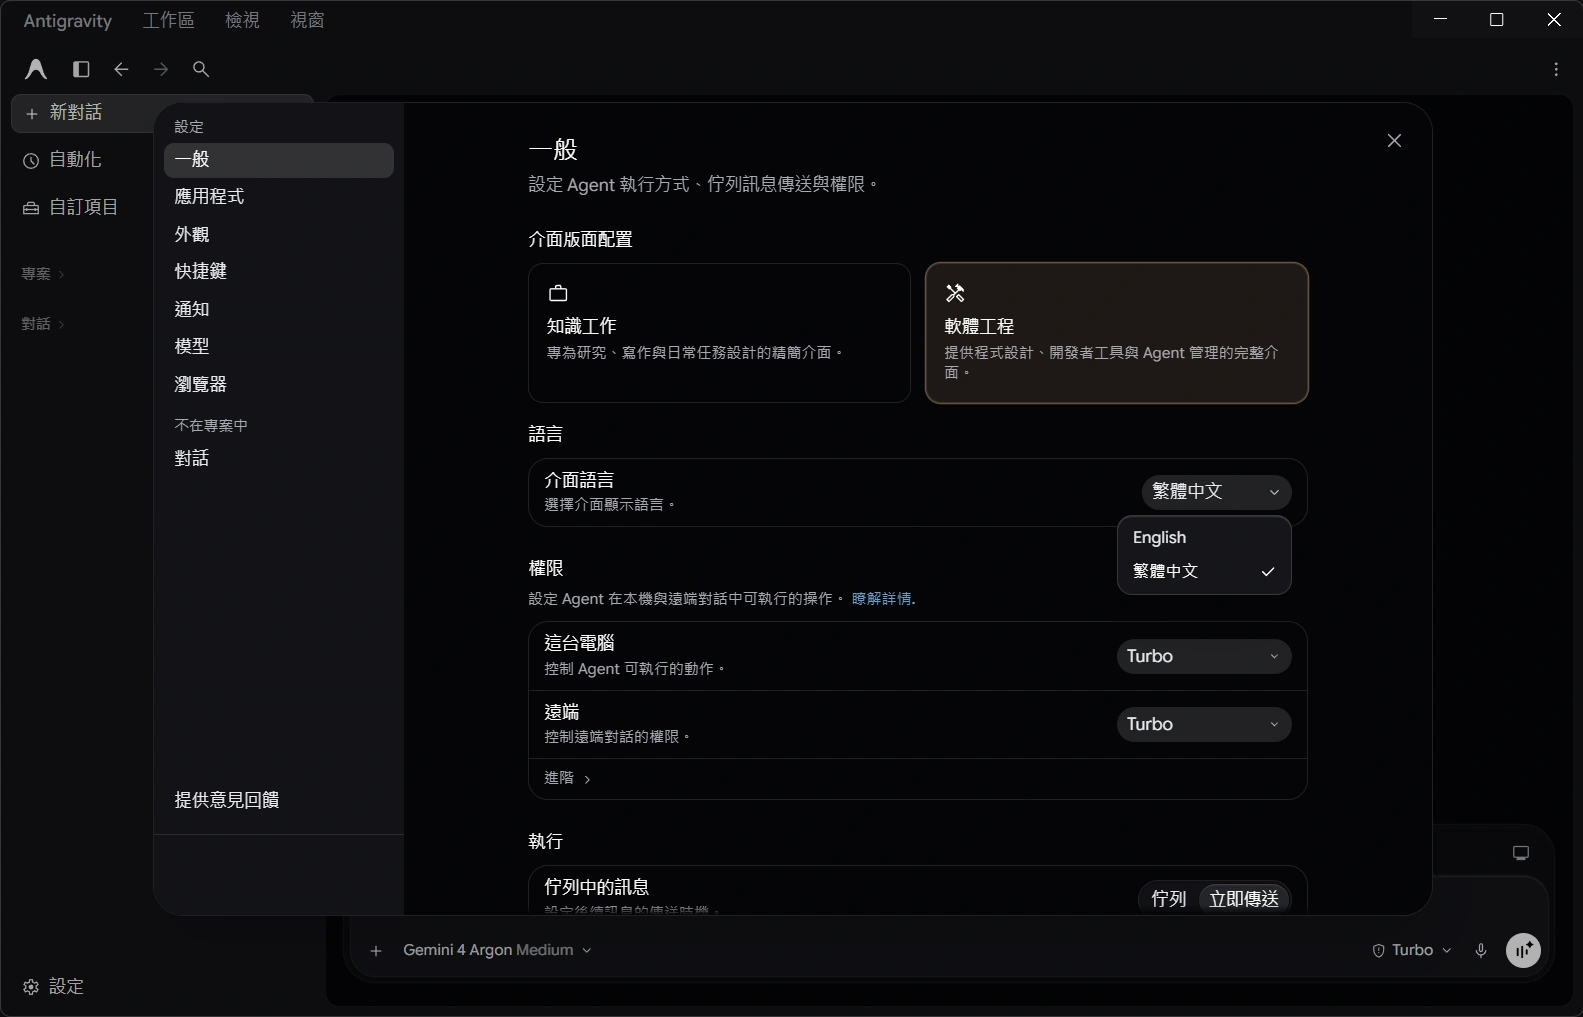 Antigravity 工作區 檢視 視窗
新對話
自動化
自訂項目
專案
對話
設定
設定
一般
應用程式
外觀
快捷鍵
通知
模型
瀏覽器
不在專案中
對話
提供意見回饋
一般
設定 Agent 執行方式、佇列訊息傳送與權限。
介面版面配置
知識工作
專為研究、寫作與日常任務設計的精簡介面。
軟體工程
提供程式設計、開發者工具與 Agent 管理的完整介
面。
語言
介面語言
選擇介面顯示語言。
繁體中文
English
繁體中文
權限
設定 Agent 在本機與遠端對話中可執行的操作。 瞭解詳情.
這台電腦
控制 Agent 可執行的動作。
Turbo
遠端
控制遠端對話的權限。
Turbo
進階
執行
佇列中的訊息
設定後續訊息的傳送時機。
佇列 立即傳送
Gemini 4 Argon Medium
Turbo